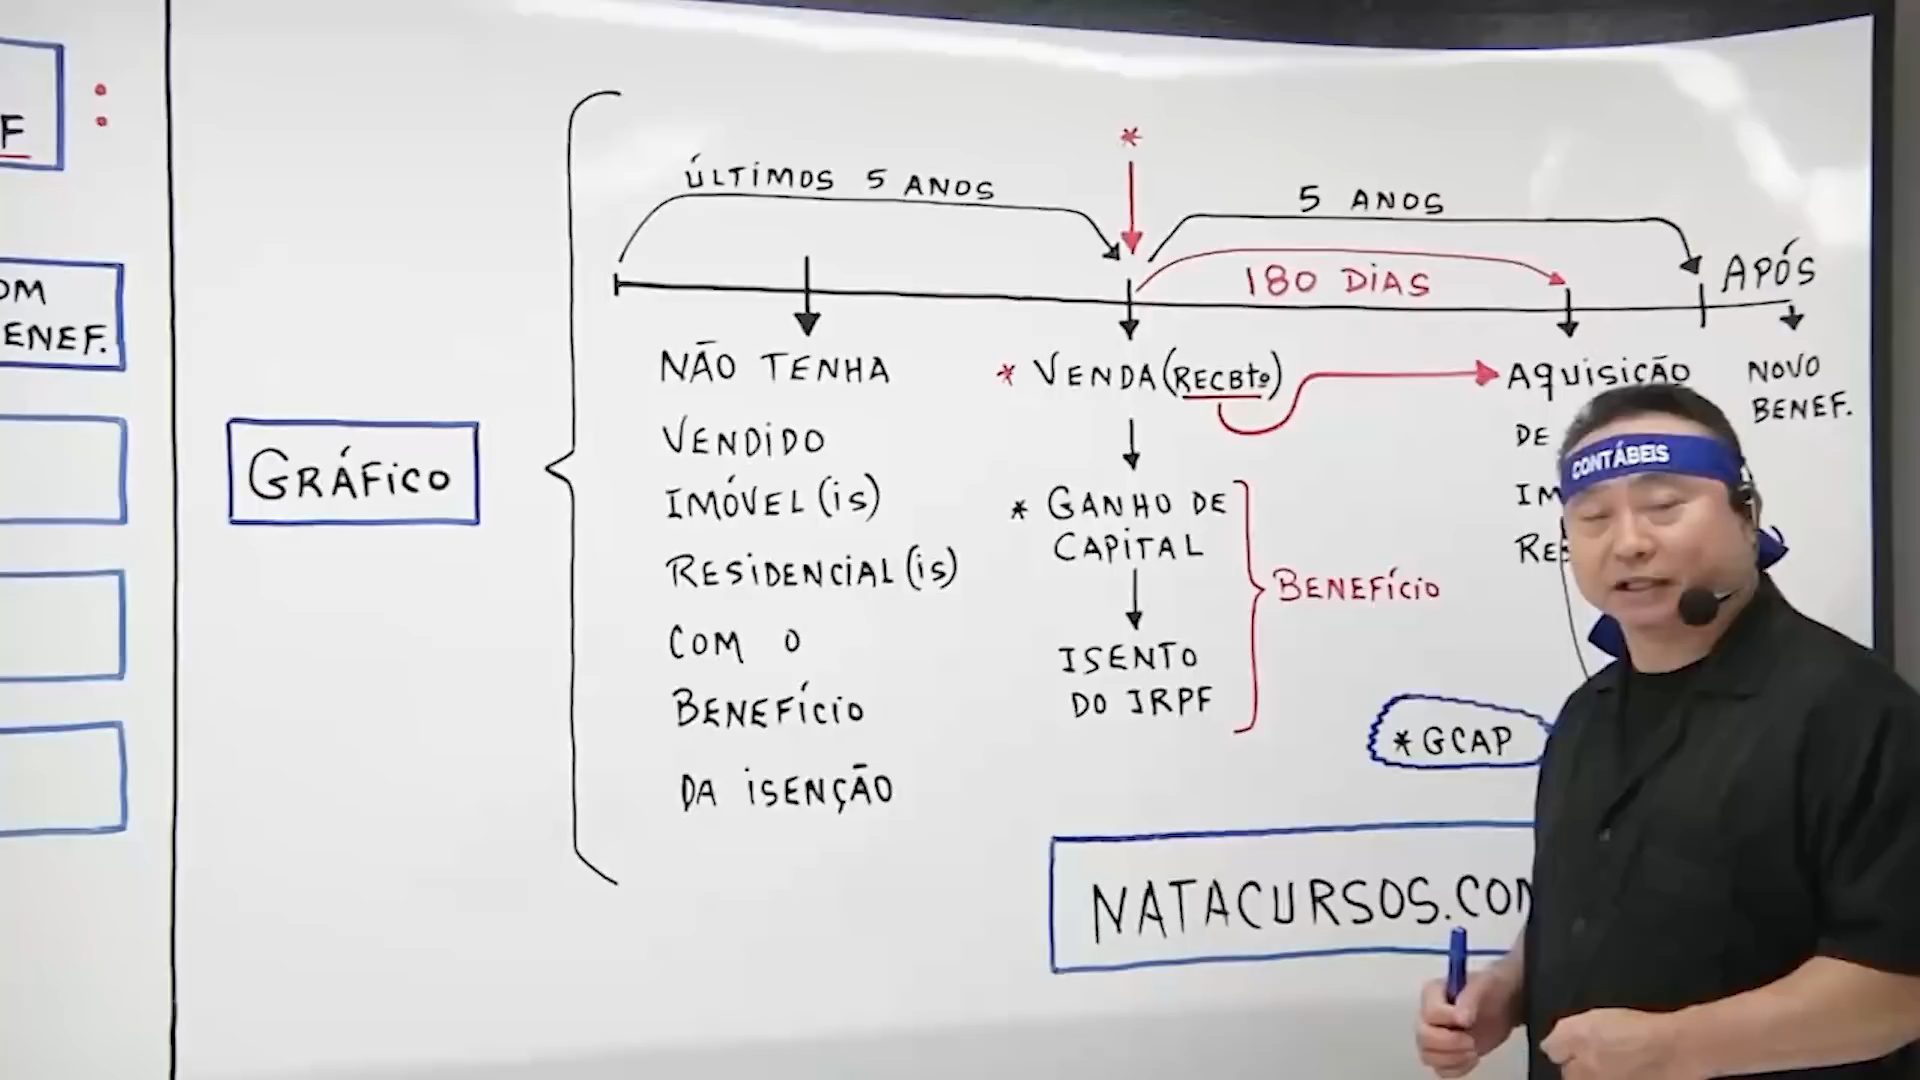 F
:
ENEF.
GRÁFICO
ÚLTIMOS 5 ANOS
*
5 ANOS
180 DIAS
APÓS
NÃO TENHA
VENDIDO
IMÓVEL(is)
RESIDENCIAL(is)
COM O
BENEFÍCIO
DA ISENÇÃO
* VENDA (RECBTO)
* GANHO DE
CAPITAL
ISENTO
DO IRPF
BENEFÍCIO
AQUISIÇÃO
DE
NOVO
BENEF.
CONTÁBEIS
* GCAP
NATACURSOS.COM